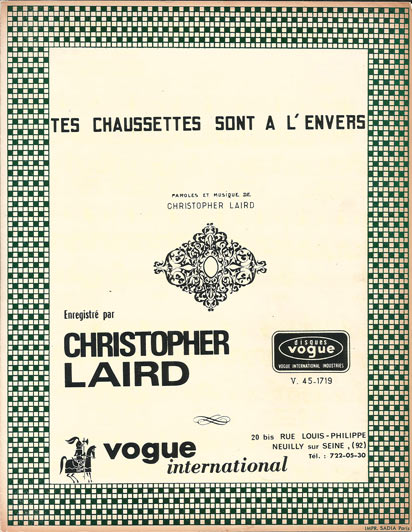 TES CHAUSSETTES SONT A L'ENVERS
PAROLES ET MUSIQUE DE
CHRISTOPHER LAIRD
Enregistré par
CHRISTOPHER
LAIRD
disques
vogue
VOGUE INTERNATIONAL INDUSTRIES
V. 45-1719
vogue
international
20 bis RUE LOUIS-PHILIPPE
NEUILLY sur SEINE, (92)
Tél. : 722-05-30
IMPR. SADIA Paris